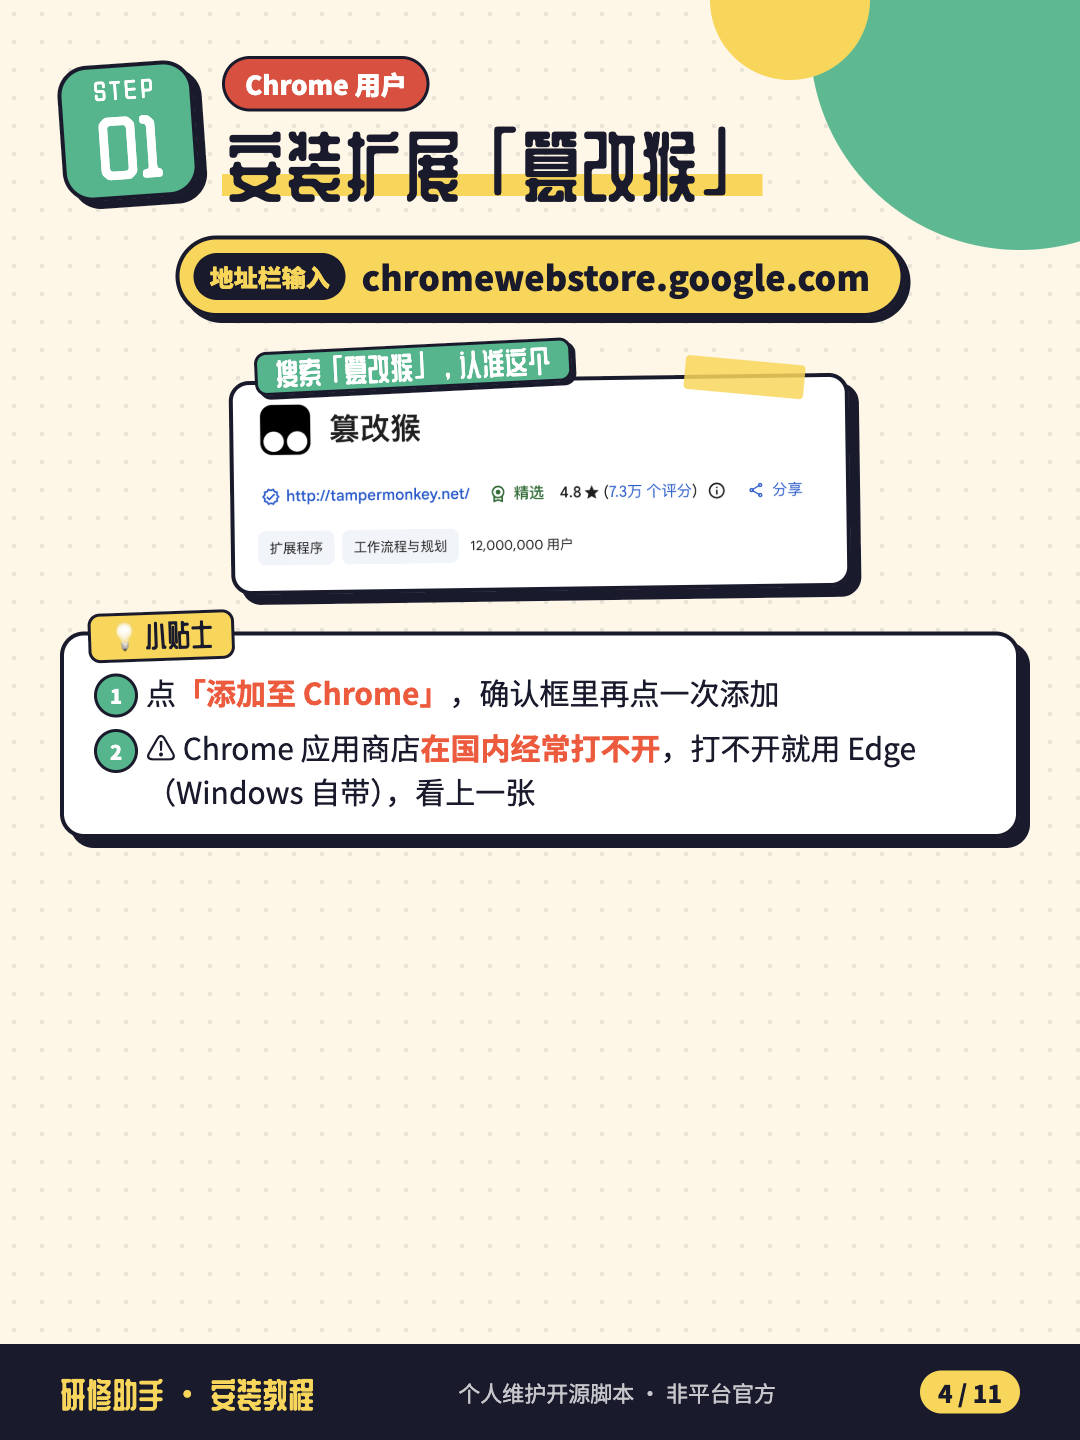 STEP
01
Chrome 用户
安装扩展「篡改猴」
地址栏输入 chromewebstore.google.com
搜索「篡改猴」，认准这个
篡改猴
http://tampermonkey.net/ 精选 4.8 ★ (7.3万 个评分) 分享
扩展程序 工作流程与规划 12,000,000 用户
💡 小贴士
1 点「添加至 Chrome」，确认框里再点一次添加
2 ⚠ Chrome 应用商店在国内经常打不开，打不开就用 Edge
（Windows 自带），看上一张
研修助手 · 安装教程
个人维护开源脚本 · 非平台官方
4 / 11